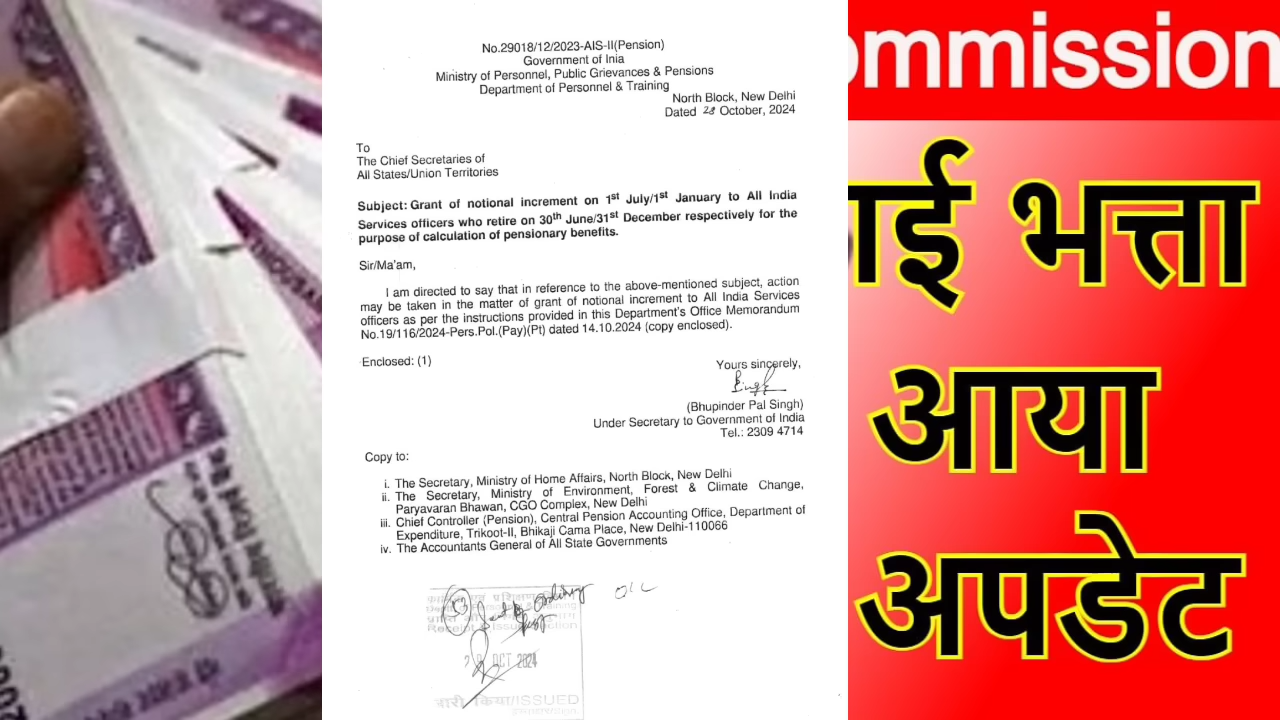 No.29018/12/2023-AIS-II(Pension)
Government of Inia
Ministry of Personnel, Public Grievances & Pensions
Department of Personnel & Training
North Block, New Delhi
Dated 28 October, 2024
To
The Chief Secretaries of
All States/Union Territories
Subject: Grant of notional increment on 1st July/1st January to All India
Services officers who retire on 30th June/31st December respectively for the
purpose of calculation of pensionary benefits.
Sir/Ma'am,
I am directed to say that in reference to the above-mentioned subject, action
may be taken in the matter of grant of notional increment to All India Services
officers as per the instructions provided in this Department's Office Memorandum
No.19/116/2024-Pers.Pol.(Pay)(Pt) dated 14.10.2024 (copy enclosed).
Enclosed: (1)
Yours sincerely,
(Bhupinder Pal Singh)
Under Secretary to Government of India
Tel.: 2309 4714
Copy to:
i. The Secretary, Ministry of Home Affairs, North Block, New Delhi
ii. The Secretary, Ministry of Environment, Forest & Climate Change,
Paryavaran Bhawan, CGO Complex, New Delhi
iii. Chief Controller (Pension), Central Pension Accounting Office, Department of
Expenditure, Trikoot-II, Bhikaji Cama Place, New Delhi-110066
iv. The Accountants General of All State Governments
OCT 2024
जारी किया/ISSUED
ommission
ाई भत्ता
आया
अपडेट